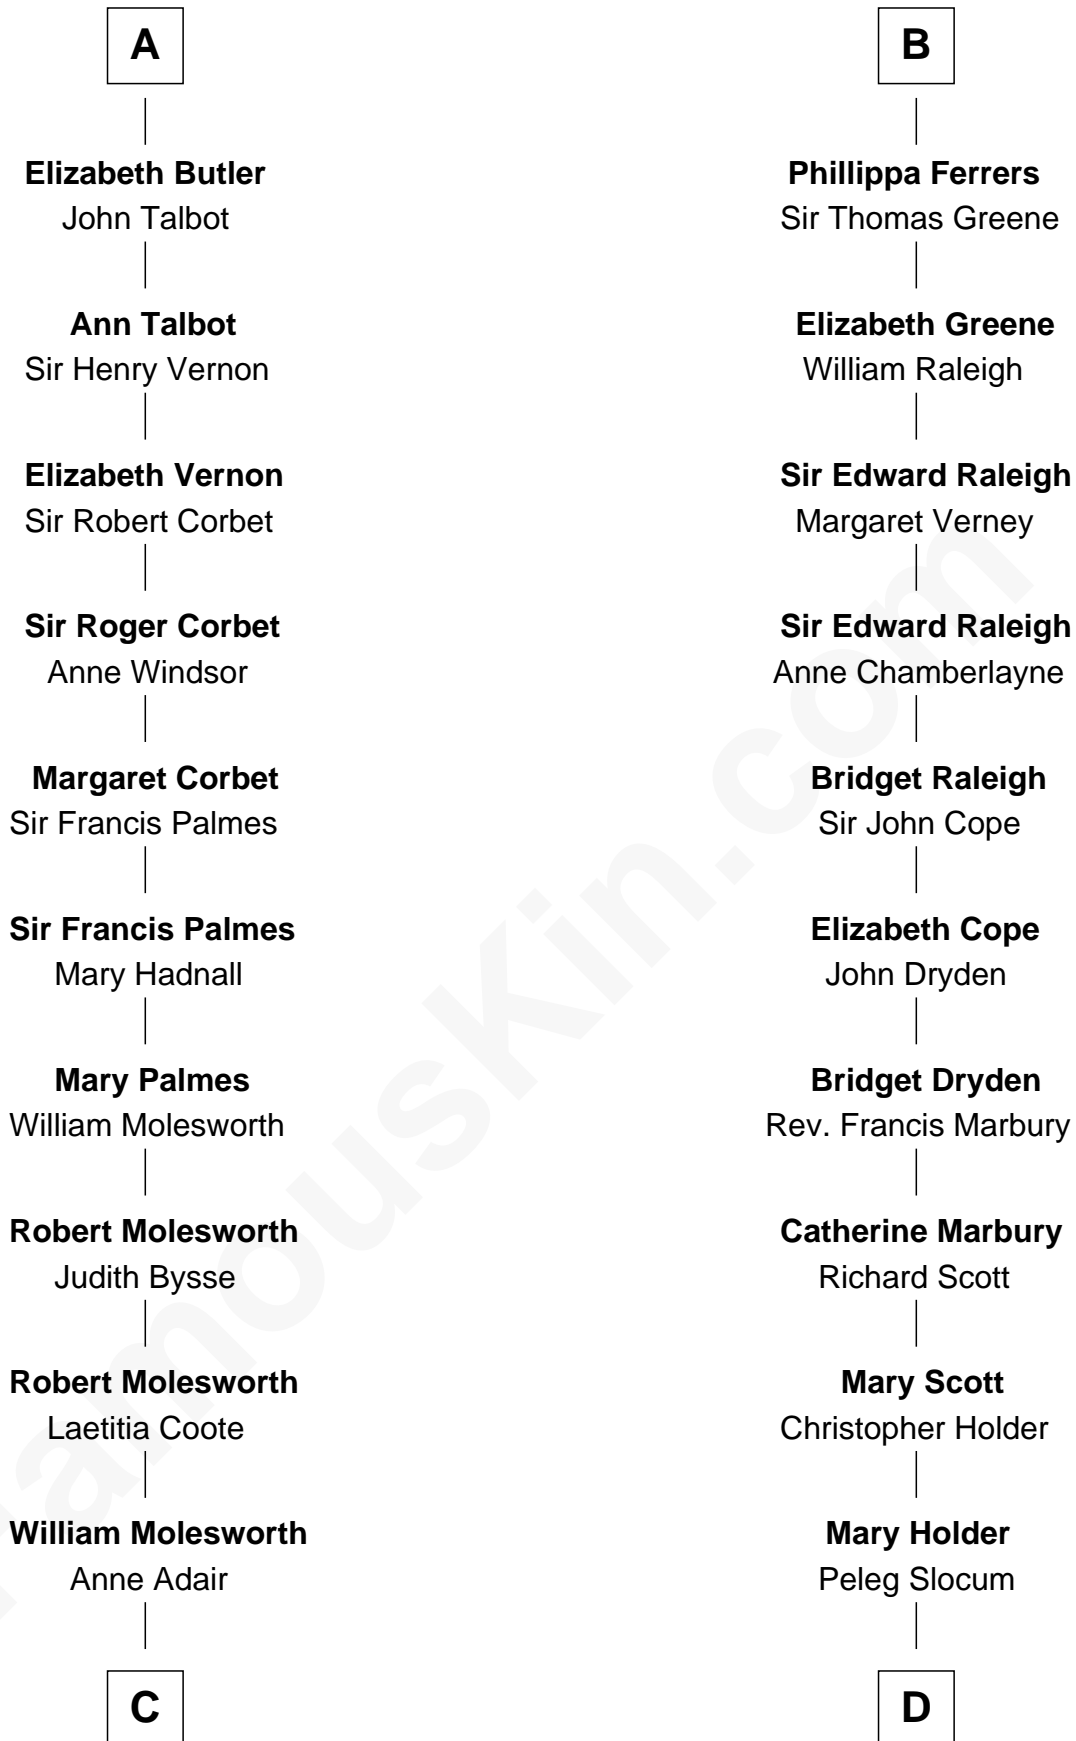 A
Elizabeth Butler
John Talbot
Ann Talbot
Sir Henry Vernon
Elizabeth Vernon
Sir Robert Corbet
Sir Roger Corbet
Anne Windsor
Margaret Corbet
Sir Francis Palmes
Sir Francis Palmes
Mary Hadnall
Mary Palmes
William Molesworth
Robert Molesworth
Judith Bysse
Robert Molesworth
Laetitia Coote
William Molesworth
Anne Adair
C
B
Phillippa Ferrers
Sir Thomas Greene
Elizabeth Greene
William Raleigh
Sir Edward Raleigh
Margaret Verney
Sir Edward Raleigh
Anne Chamberlayne
Bridget Raleigh
Sir John Cope
Elizabeth Cope
John Dryden
Bridget Dryden
Rev. Francis Marbury
Catherine Marbury
Richard Scott
Mary Scott
Christopher Holder
Mary Holder
Peleg Slocum
D
FamousKin.com